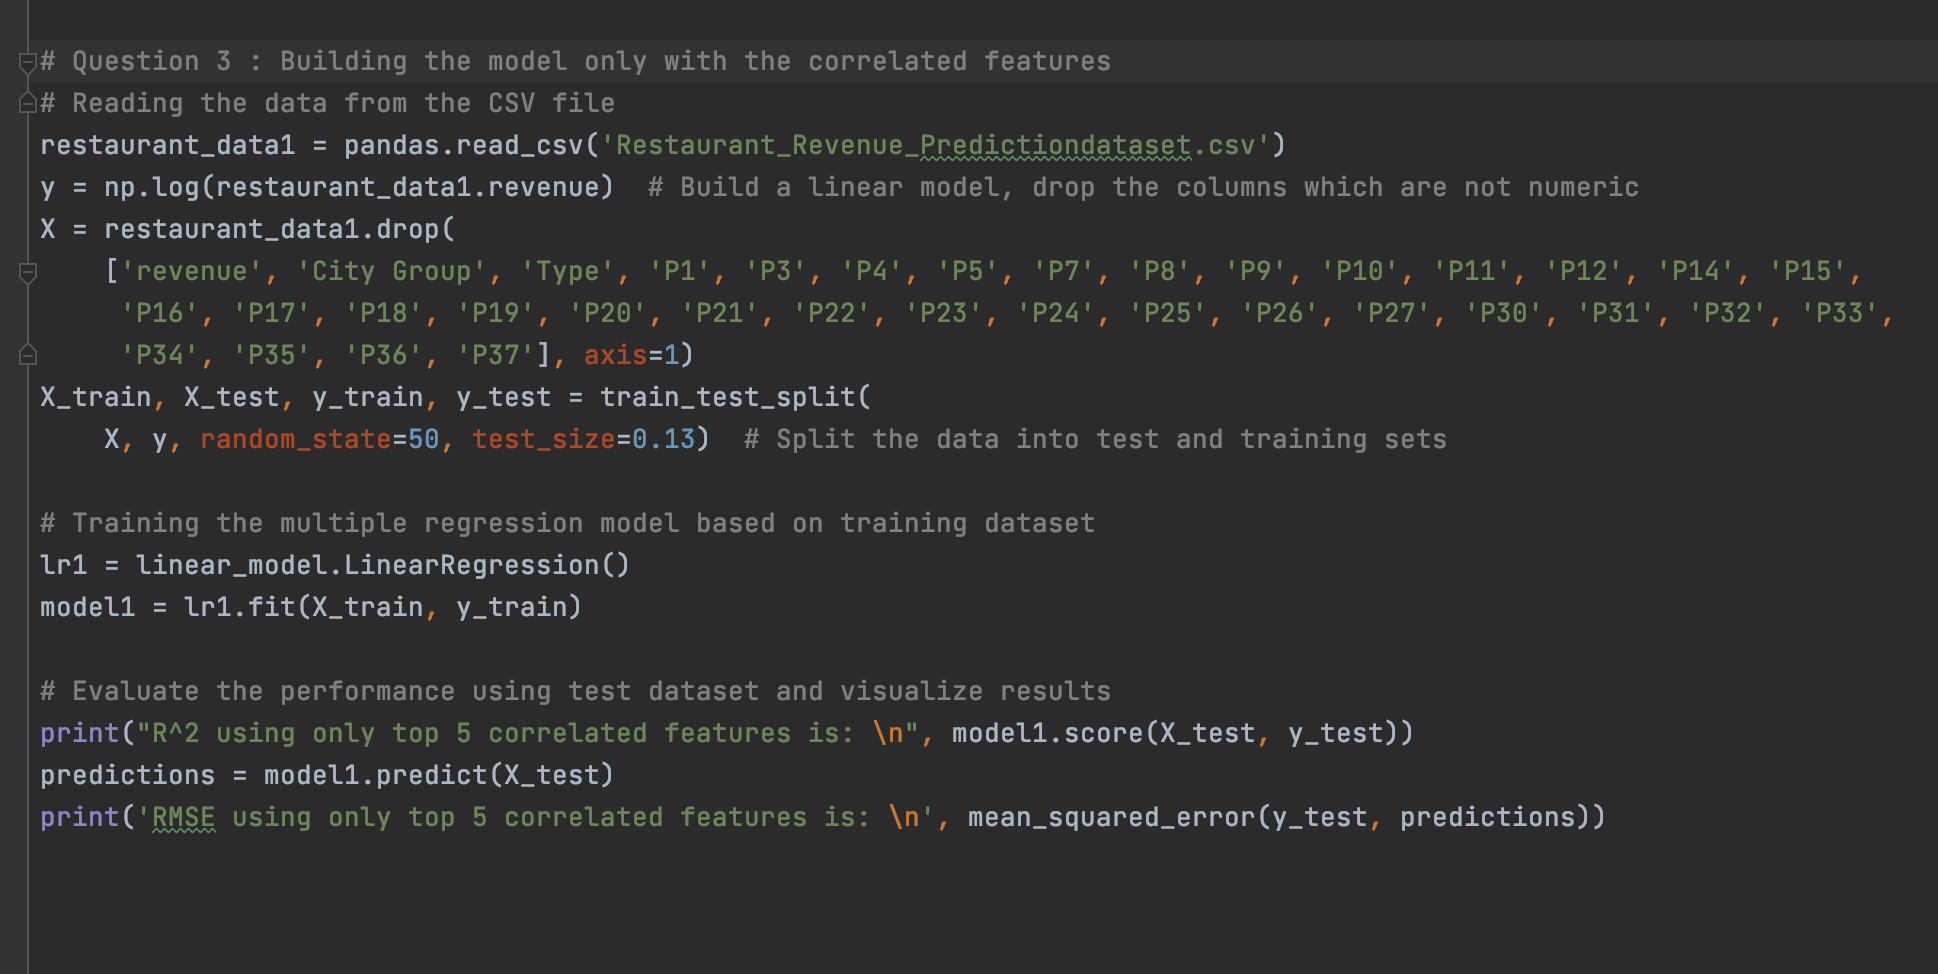 # Question 3 : Building the model only with the correlated features
# Reading the data from the CSV file
restaurant_data1 = pandas.read_csv('Restaurant_Revenue_Predictiondataset.csv')
y = np.log(restaurant_data1.revenue)  # Build a linear model, drop the columns which are not numeric
X = restaurant_data1.drop(
    ['revenue', 'City Group', 'Type', 'P1', 'P3', 'P4', 'P5', 'P7', 'P8', 'P9', 'P10', 'P11', 'P12', 'P14', 'P15',
     'P16', 'P17', 'P18', 'P19', 'P20', 'P21', 'P22', 'P23', 'P24', 'P25', 'P26', 'P27', 'P30', 'P31', 'P32', 'P33',
     'P34', 'P35', 'P36', 'P37'], axis=1)
X_train, X_test, y_train, y_test = train_test_split(
    X, y, random_state=50, test_size=0.13)  # Split the data into test and training sets

# Training the multiple regression model based on training dataset
lr1 = linear_model.LinearRegression()
model1 = lr1.fit(X_train, y_train)

# Evaluate the performance using test dataset and visualize results
print("R^2 using only top 5 correlated features is: \n", model1.score(X_test, y_test))
predictions = model1.predict(X_test)
print('RMSE using only top 5 correlated features is: \n', mean_squared_error(y_test, predictions))